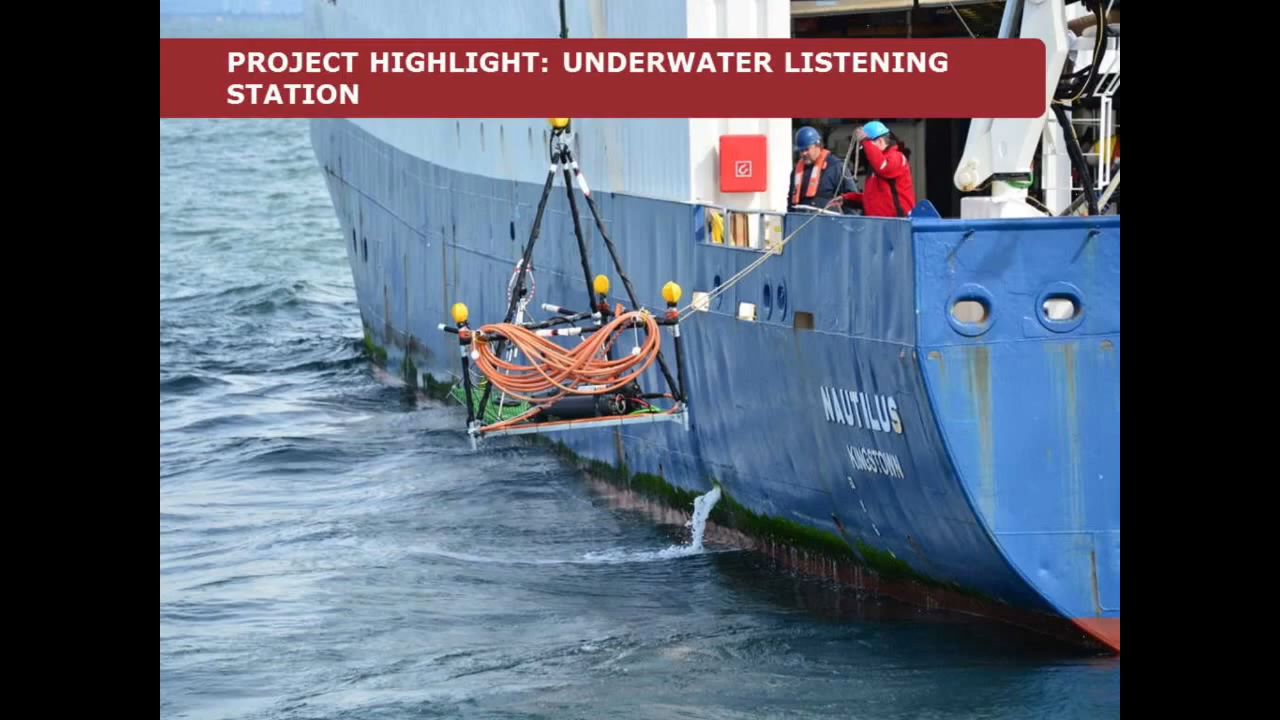 PROJECT HIGHLIGHT: UNDERWATER LISTENING
STATION
NAUTILUS
KINGSTOWN